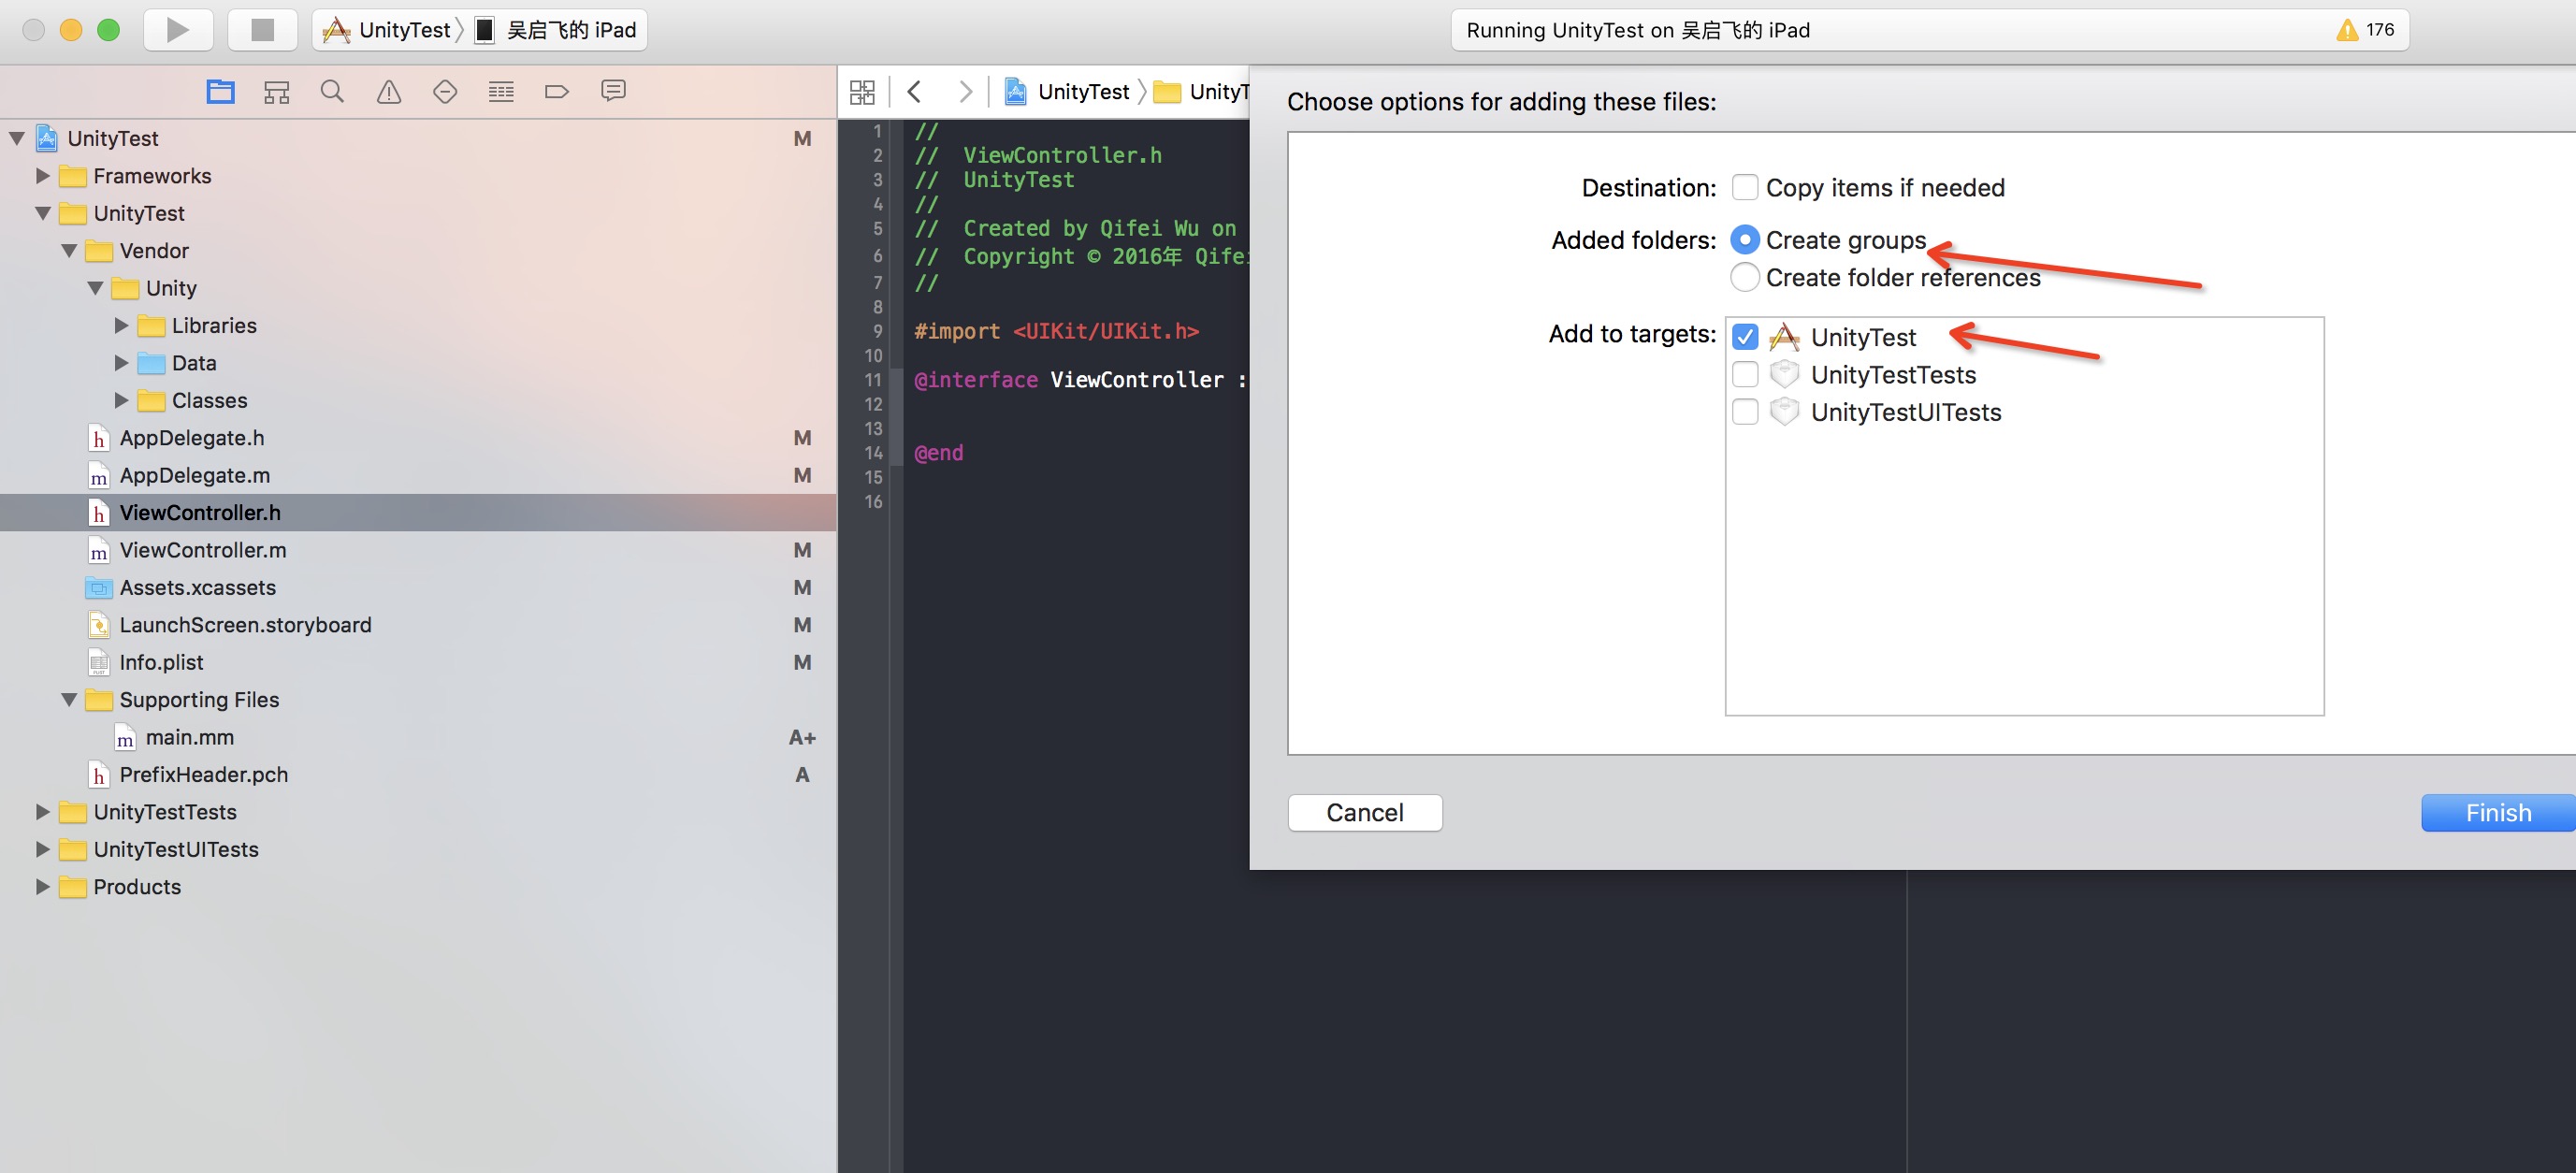 UnityTest 吴启飞的 iPad
Running UnityTest on 吴启飞的 iPad 176
UnityTest M
Frameworks
UnityTest
Vendor
Unity
Libraries
Data
Classes
AppDelegate.h M
AppDelegate.m M
ViewController.h
ViewController.m M
Assets.xcassets M
LaunchScreen.storyboard M
Info.plist M
Supporting Files
main.mm A+
PrefixHeader.pch A
UnityTestTests
UnityTestUITests
Products
UnityTest UnityT
1 //
2 // ViewController.h
3 // UnityTest
4 //
5 // Created by Qifei Wu on
6 // Copyright © 2016年 Qifei
7 //
8
9 #import <UIKit/UIKit.h>
10
11 @interface ViewController :
12
13
14 @end
15
16
Choose options for adding these files:
Destination: Copy items if needed
Added folders: Create groups
Create folder references
Add to targets: UnityTest
UnityTestTests
UnityTestUITests
Cancel Finish